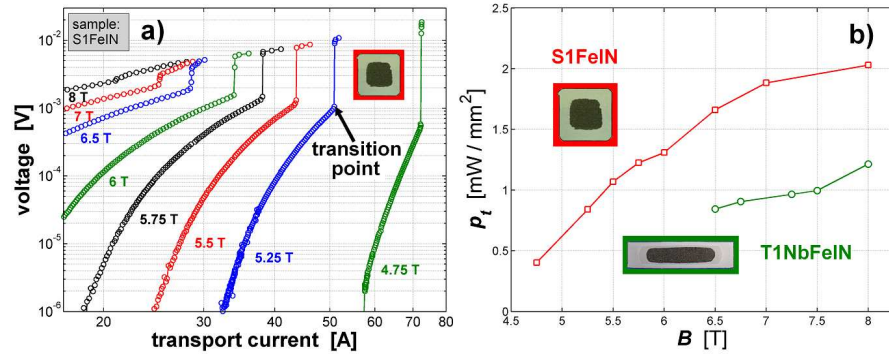 sample:
S1FeIN
a)
voltage [V]
10⁻²
10⁻³
10⁻⁴
10⁻⁵
10⁻⁶
8 T
7 T
6.5 T
6 T
5.75 T
5.5 T
5.25 T
4.75 T
transition
point
20 30 40 50 60 70 80
transport current [A]
b)
S1FeIN
T1NbFeIN
pₜ [mW / mm²]
2.5
2
1.5
1
0.5
0
4.5 5 5.5 6 6.5 7 7.5 8
B [T]